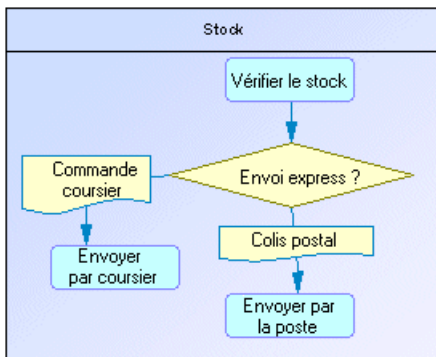 Stock
Vérifier le stock
Envoi express ?
Commande
coursier
Colis postal
Envoyer
par coursier
Envoyer par
la poste